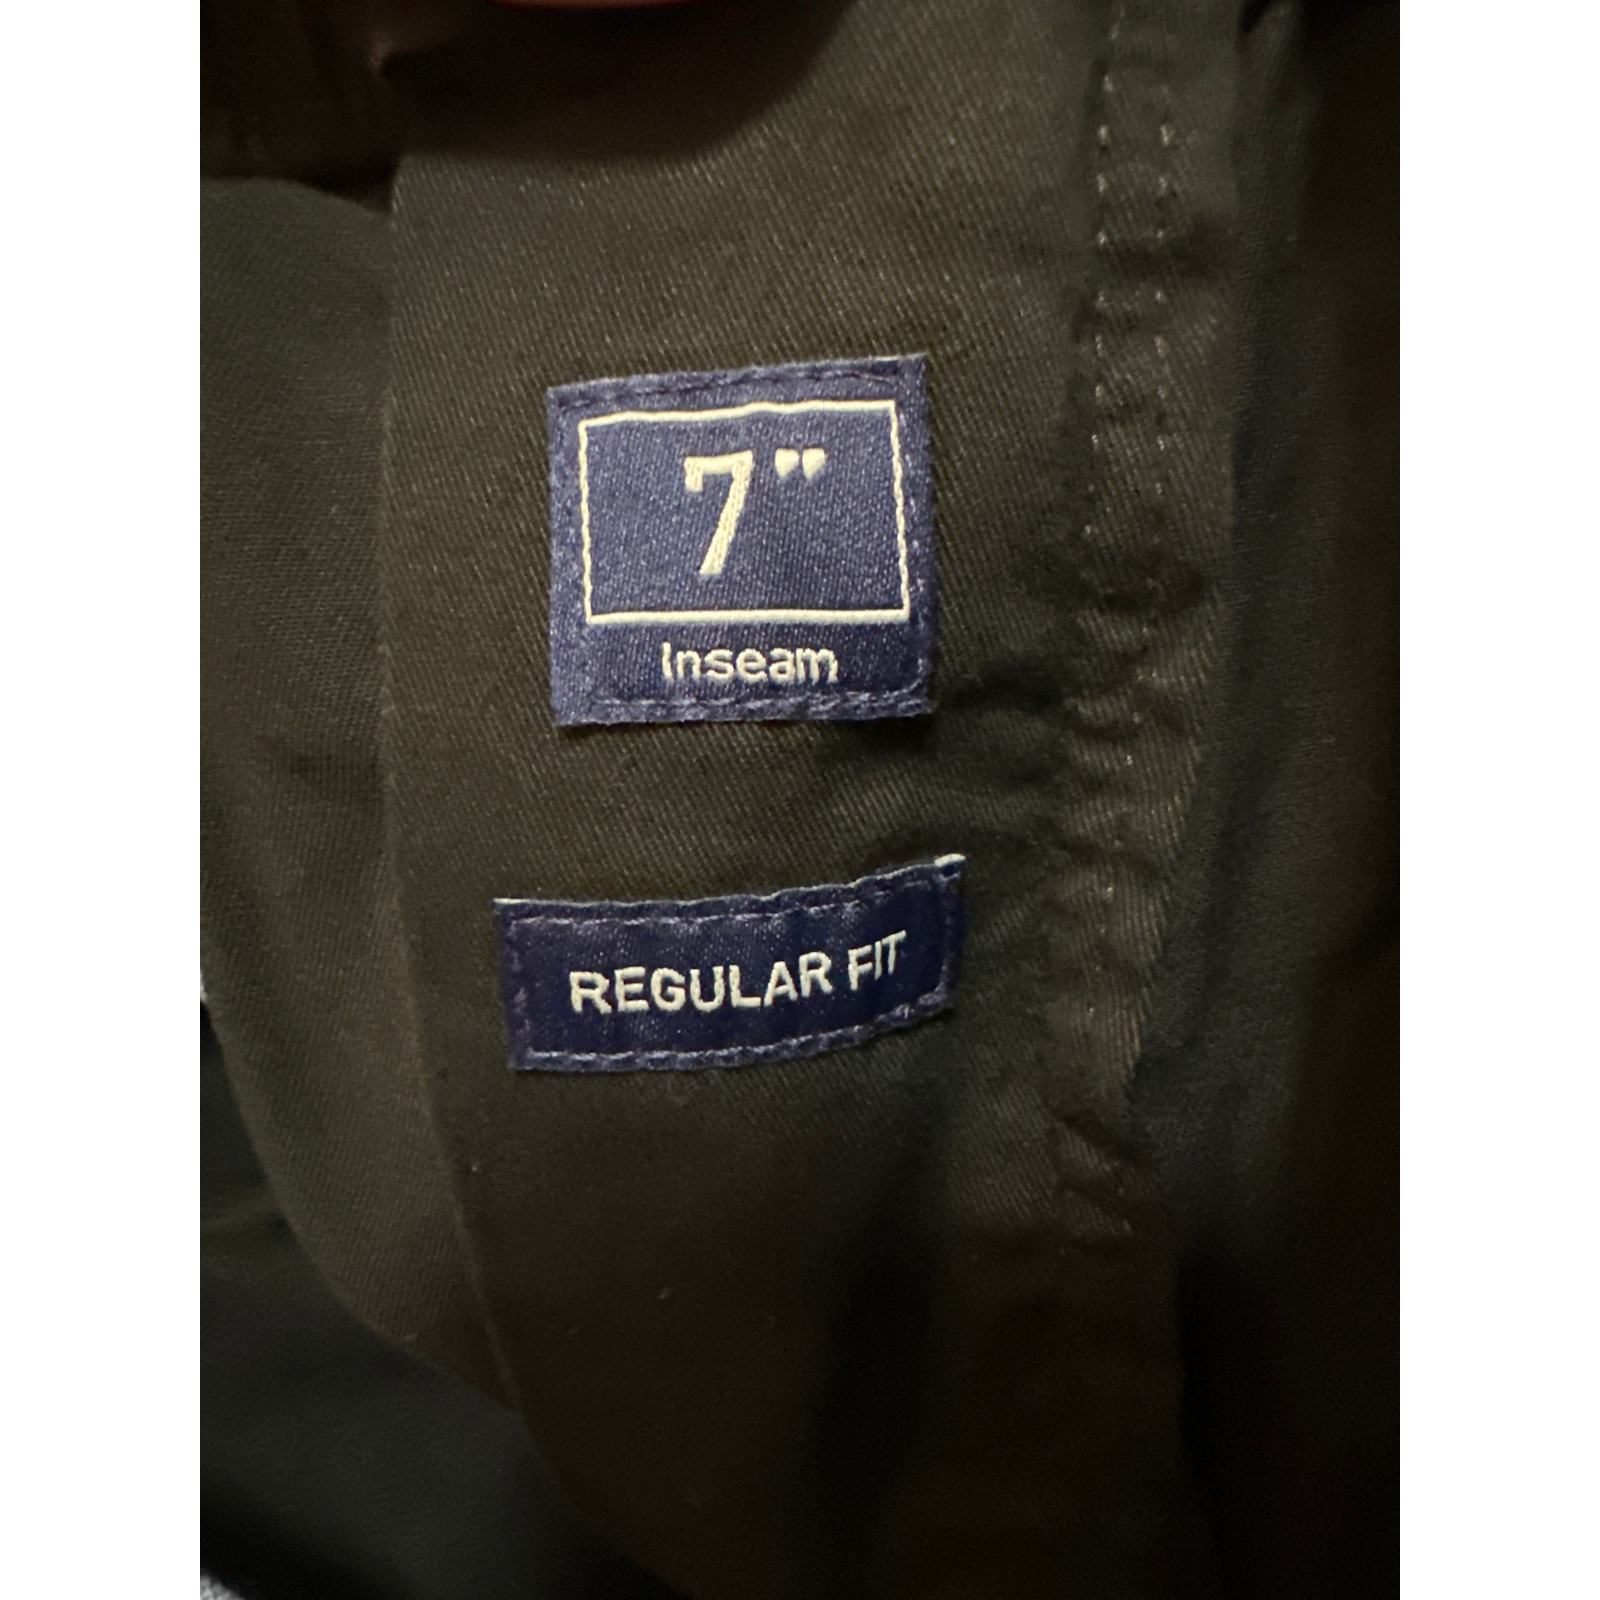 7"
Inseam
REGULAR FIT